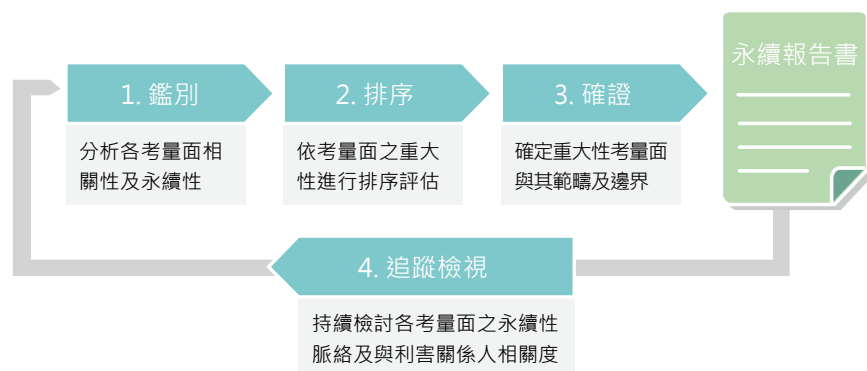 永續報告書
1. 鑑別
2. 排序
3. 確證
分析各考量面相
關性及永續性
依考量面之重大
性進行排序評估
確定重大性考量面
與其範疇及邊界
4. 追蹤檢視
持續檢討各考量面之永續性
脈絡及與利害關係人相關度